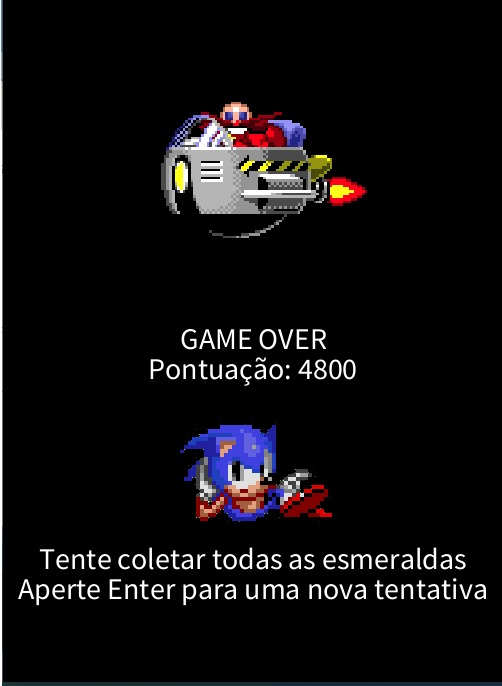 GAME OVER
Pontuação: 4800
Tente coletar todas as esmeraldas
Aperte Enter para uma nova tentativa